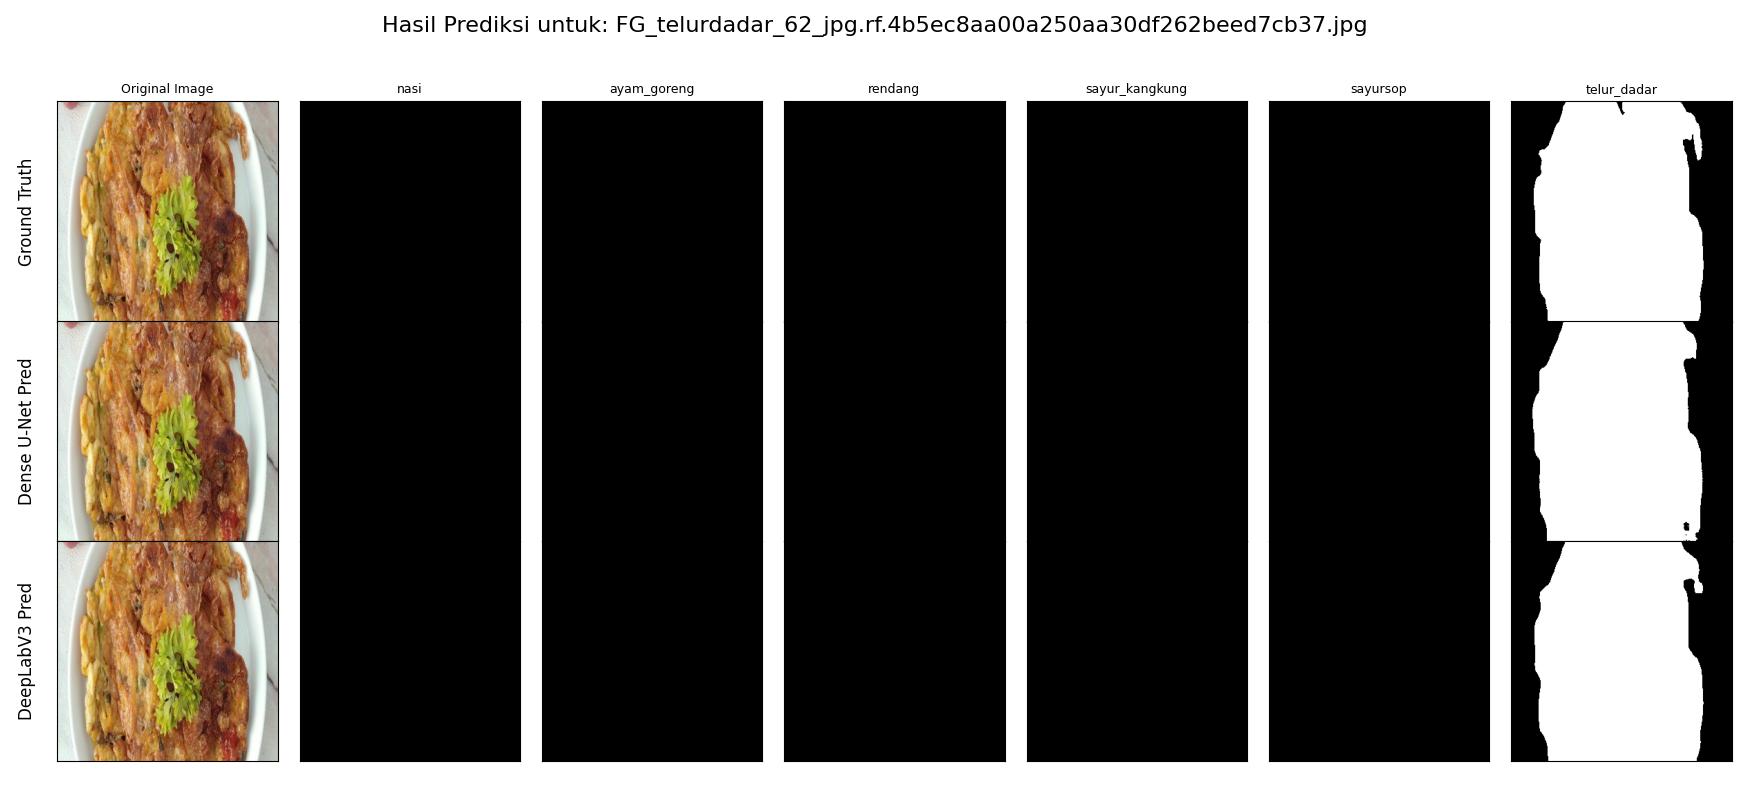 Hasil Prediksi untuk: FG_telurdadar_62_jpg.rf.4b5ec8aa00a250aa30df262beed7cb37.jpg
Original Image
nasi
ayam_goreng
rendang
sayur_kangkung
sayursop
telur_dadar
Ground Truth
Dense U-Net Pred
DeepLabV3 Pred